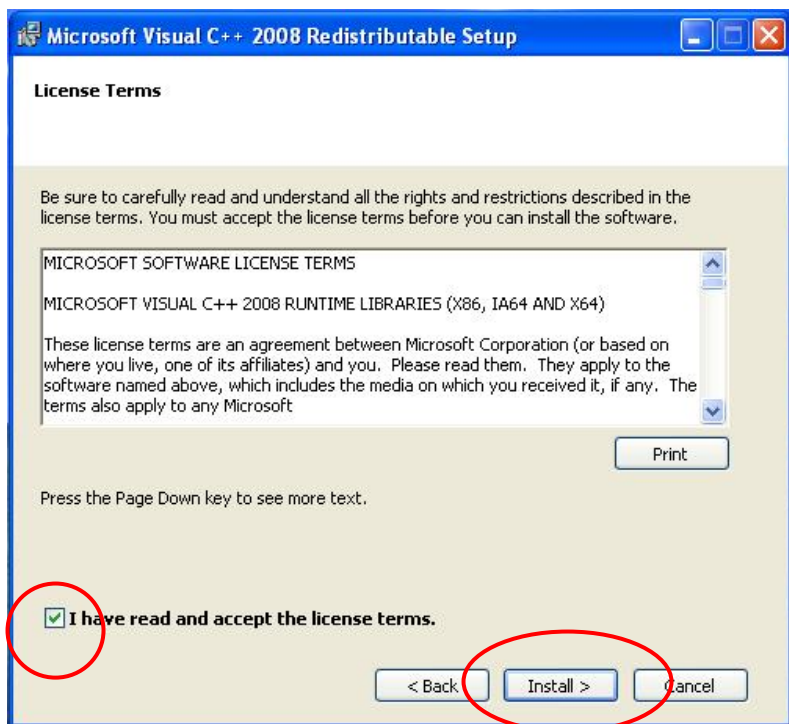 Microsoft Visual C++ 2008 Redistributable Setup
License Terms
Be sure to carefully read and understand all the rights and restrictions described in the
license terms. You must accept the license terms before you can install the software.
MICROSOFT SOFTWARE LICENSE TERMS
MICROSOFT VISUAL C++ 2008 RUNTIME LIBRARIES (X86, IA64 AND X64)
These license terms are an agreement between Microsoft Corporation (or based on
where you live, one of its affiliates) and you.  Please read them.  They apply to the
software named above, which includes the media on which you received it, if any.  The
terms also apply to any Microsoft
Print
Press the Page Down key to see more text.
I have read and accept the license terms.
< Back
Install >
Cancel